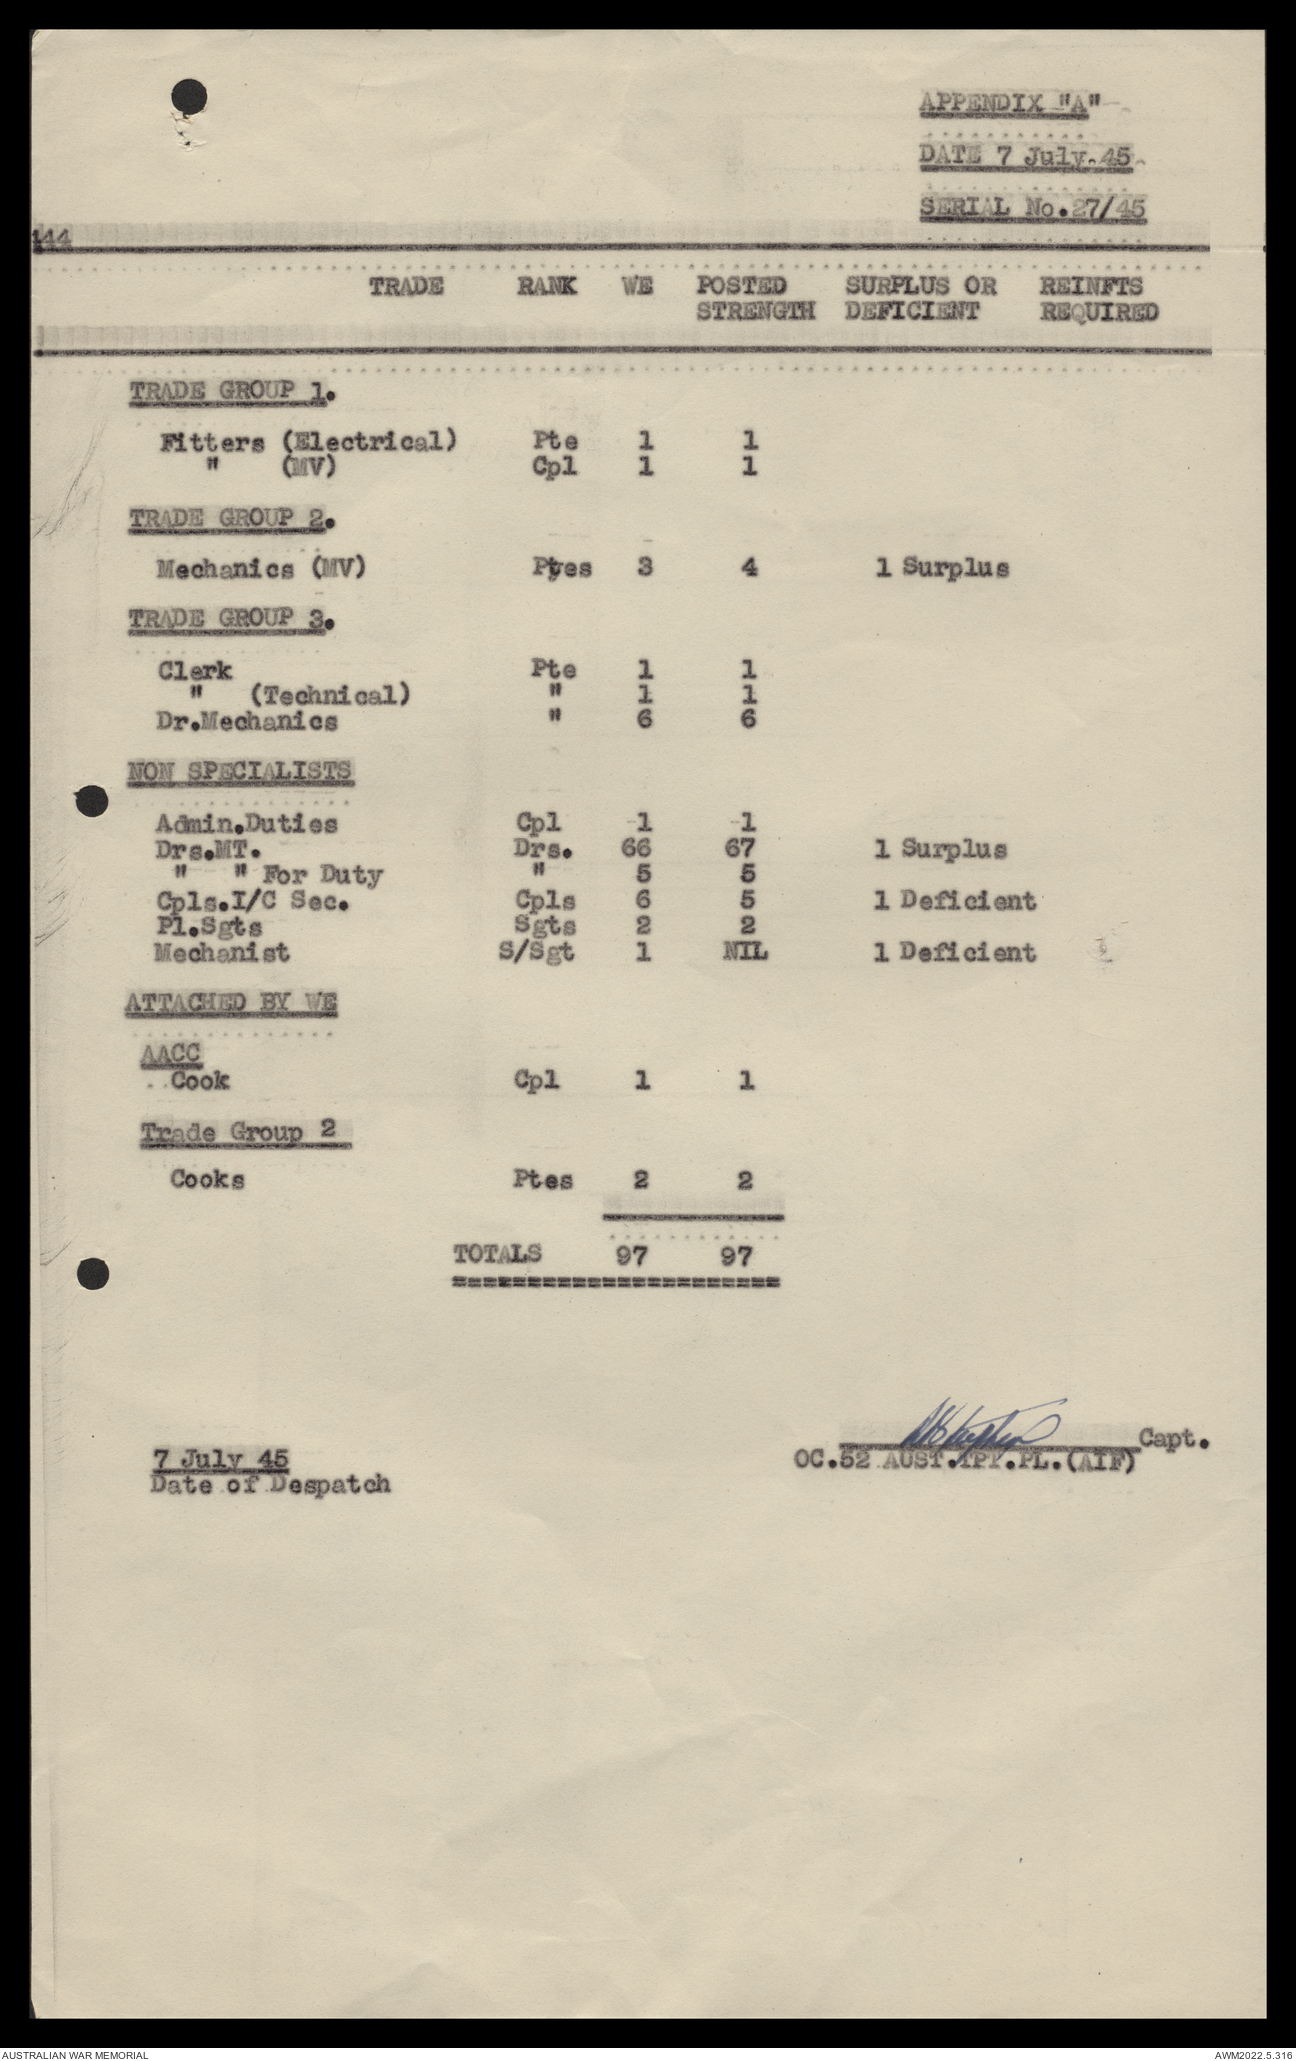 APPENDIX "A"
DATE 7 July.45
SERIAL No.27/45
144
TRADE RANK WE POSTED SURPLUS OR REINFTS
STRENGTH DEFICIENT REQUIRED
TRADE GROUP 1.
Fitters (Electrical) Pte 1 1
" (MV) Cpl 1 1
TRADE GROUP 2.
Mechanics (MV) Ptes 3 4 1 Surplus
TRADE GROUP 3.
Clerk Pte 1 1
" (Technical) " 1 1
Dr.Mechanics " 6 6
NON SPECIALISTS
Admin.Duties Cpl 1 1
Drs.MT. Drs. 66 67 1 Surplus
" " For Duty " 5 5
Cpls.I/C Sec. Cpls 6 5 1 Deficient
Pl.Sgts Sgts 2 2
Mechanist S/Sgt 1 NIL 1 Deficient
ATTACHED BY WE
AACC
Cook Cpl 1 1
Trade Group 2
Cooks Ptes 2 2
TOTALS 97 97
======================
Capt.
7 July 45 OC.52 AUST.TPT.PL.(AIF)
Date of Despatch
AUSTRALIAN WAR MEMORIAL AWM2022.5.316